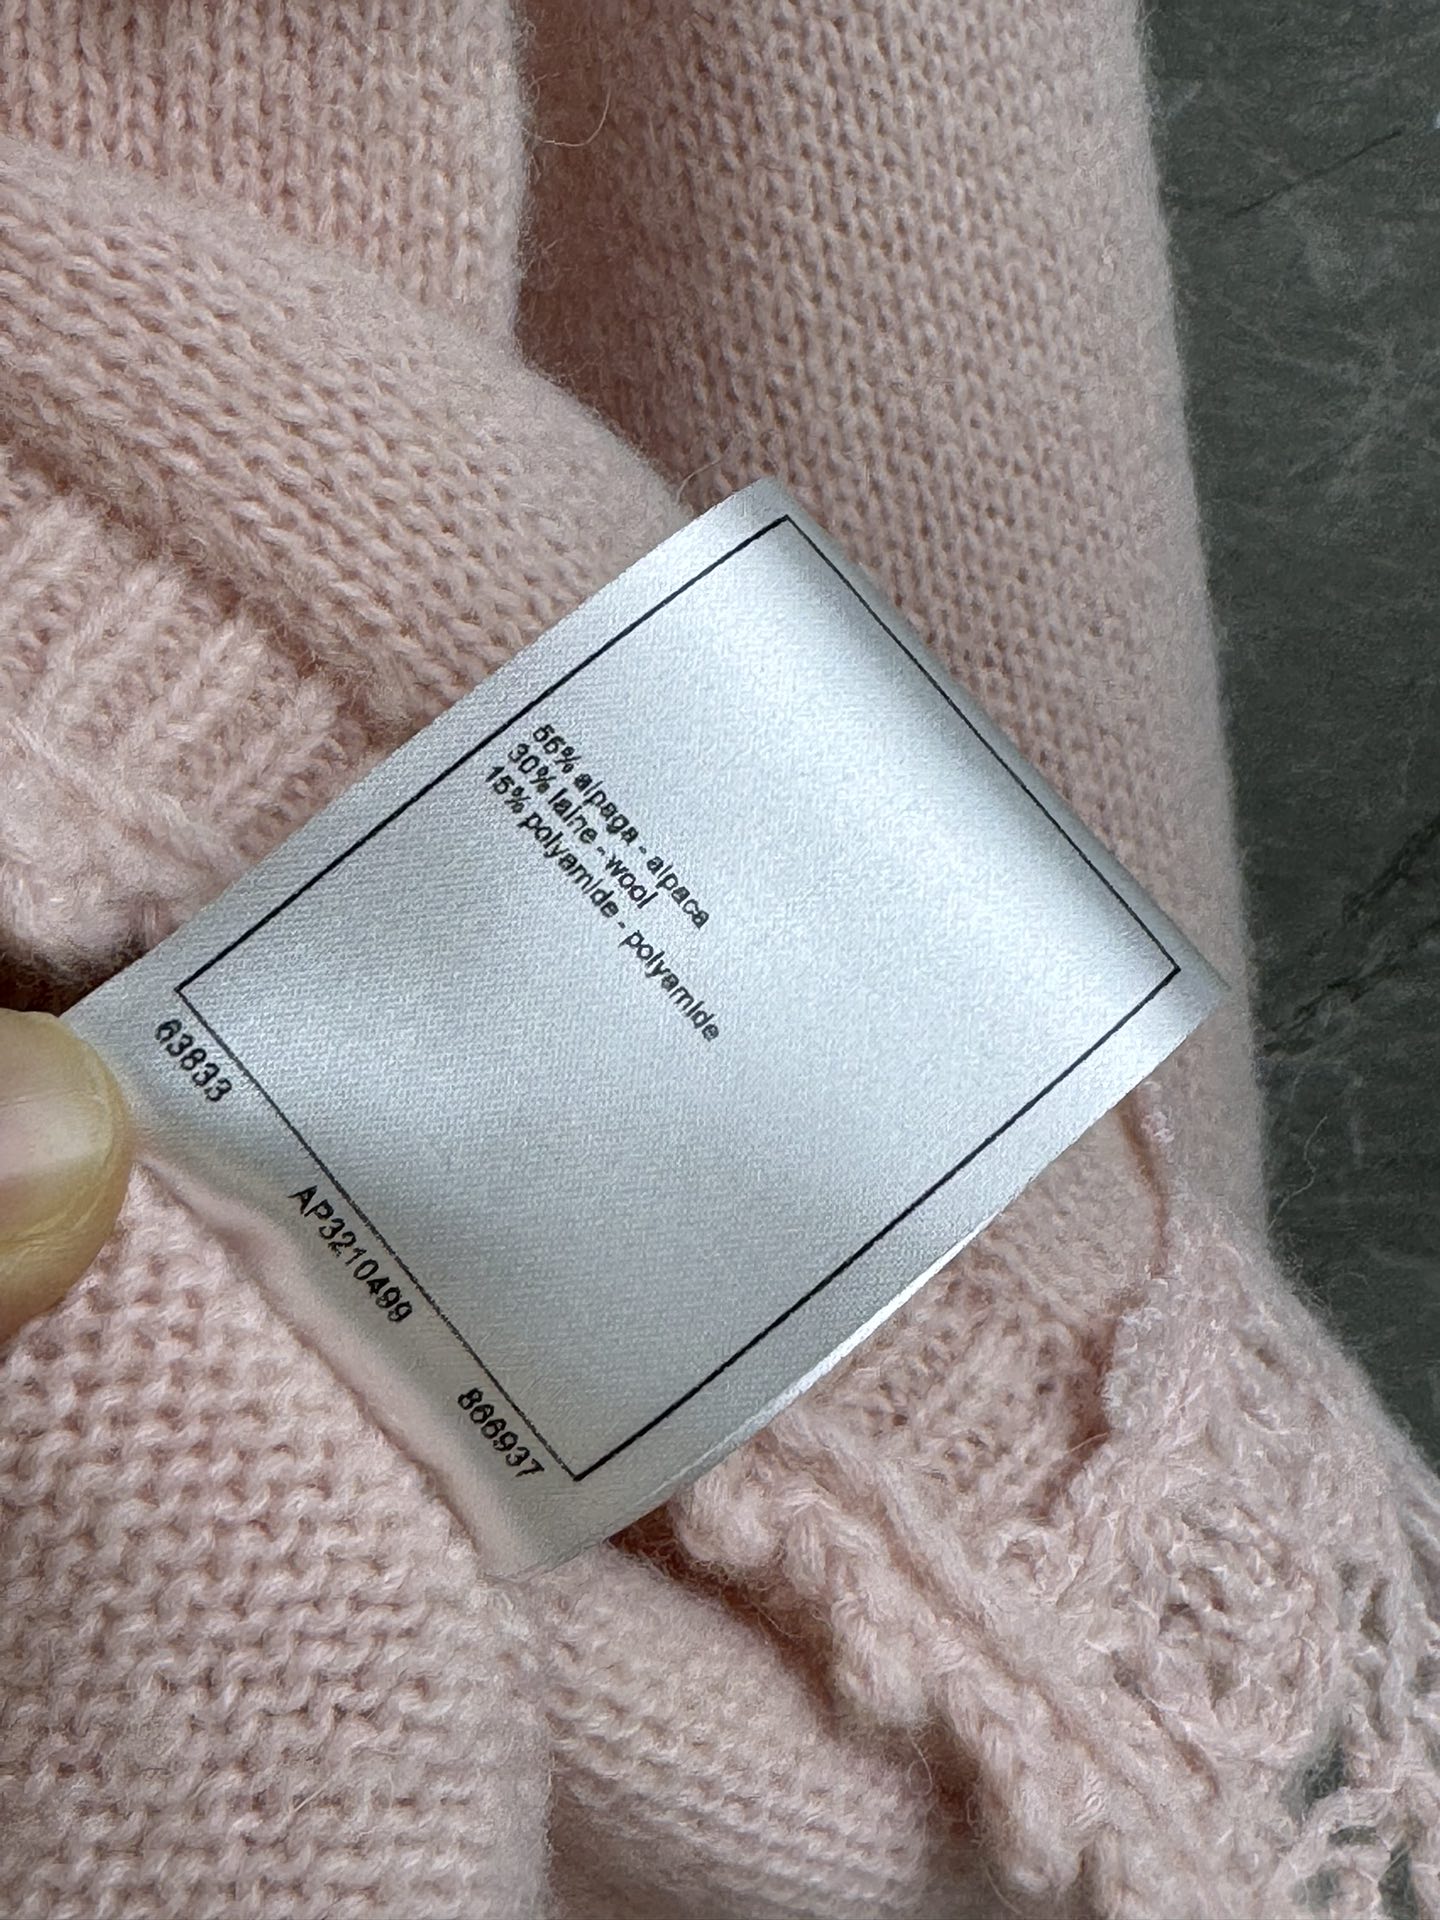 55% alpaga - alpaca
30% laine - wool
15% polyamide - polyamide
63833 AP3210499 866937